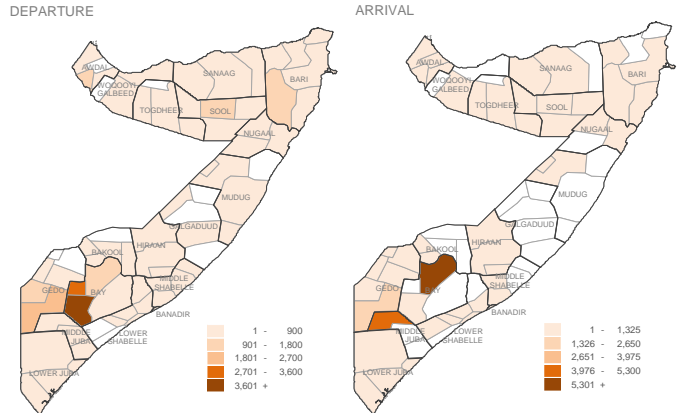 DEPARTURE
AWDAL
WOQOOYI
GALBEED
SANAAG
TOGDHEER
SOOL
BARI
NUGAAL
MUDUG
GALGADUUD
HIRAAN
BAKOOL
GEDO
BAY
MIDDLE
SHABELLE
BANADIR
LOWER
SHABELLE
MIDDLE
JUBA
LOWER JUBA
1 - 900
901 - 1,800
1,801 - 2,700
2,701 - 3,600
3,601 +
ARRIVAL
AWDAL
WOQOOYI
GALBEED
SANAAG
TOGDHEER
SOOL
BARI
NUGAAL
MUDUG
GALGADUUD
HIRAAN
BAKOOL
GEDO
BAY
MIDDLE
SHABELLE
BANADIR
LOWER
SHABELLE
MIDDLE
JUBA
LOWER JUBA
1 - 1,325
1,326 - 2,650
2,651 - 3,975
3,976 - 5,300
5,301 +